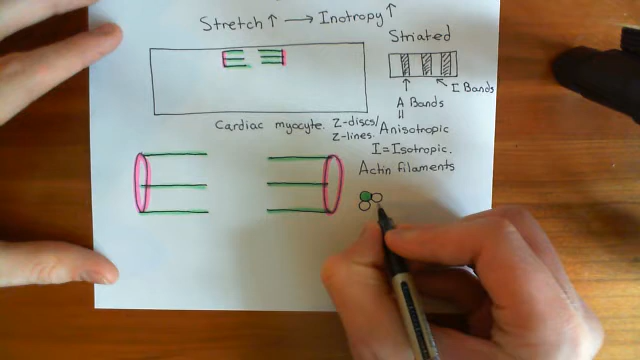 Stretch ↑ → Inotropy ↑
Striated
I Bands
A Bands
=
Cardiac myocyte. Z-discs/ Anisotropic
Z-lines.
I = Isotropic.
Actin filaments